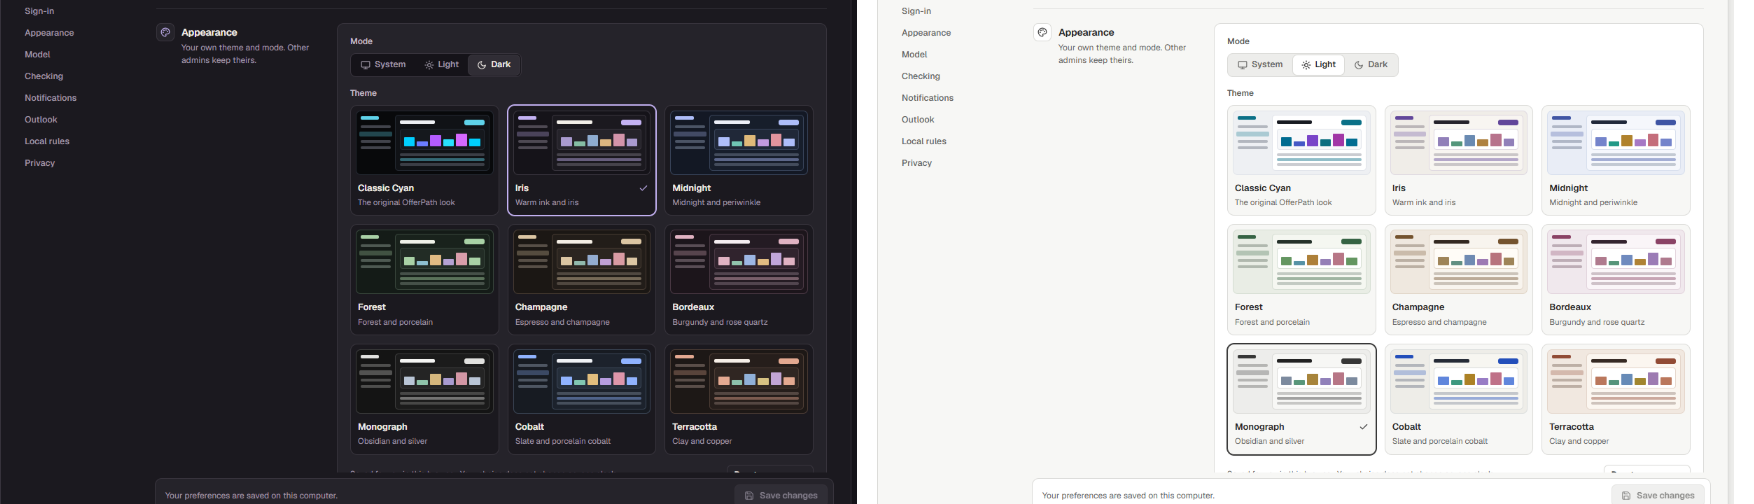 Sign-in
Appearance
Model
Checking
Notifications
Outlook
Local rules
Privacy
Appearance
Your own theme and mode. Other
admins keep theirs.
Mode
System Light Dark
Theme
Classic Cyan
The original OfferPath look
Iris
Warm ink and iris
Midnight
Midnight and periwinkle
Forest
Forest and porcelain
Champagne
Espresso and champagne
Bordeaux
Burgundy and rose quartz
Monograph
Obsidian and silver
Cobalt
Slate and porcelain cobalt
Terracotta
Clay and copper
Your preferences are saved on this computer.
Save changes
Sign-in
Appearance
Model
Checking
Notifications
Outlook
Local rules
Privacy
Appearance
Your own theme and mode. Other
admins keep theirs.
Mode
System Light Dark
Theme
Classic Cyan
The original OfferPath look
Iris
Warm ink and iris
Midnight
Midnight and periwinkle
Forest
Forest and porcelain
Champagne
Espresso and champagne
Bordeaux
Burgundy and rose quartz
Monograph
Obsidian and silver
Cobalt
Slate and porcelain cobalt
Terracotta
Clay and copper
Your preferences are saved on this computer.
Save changes